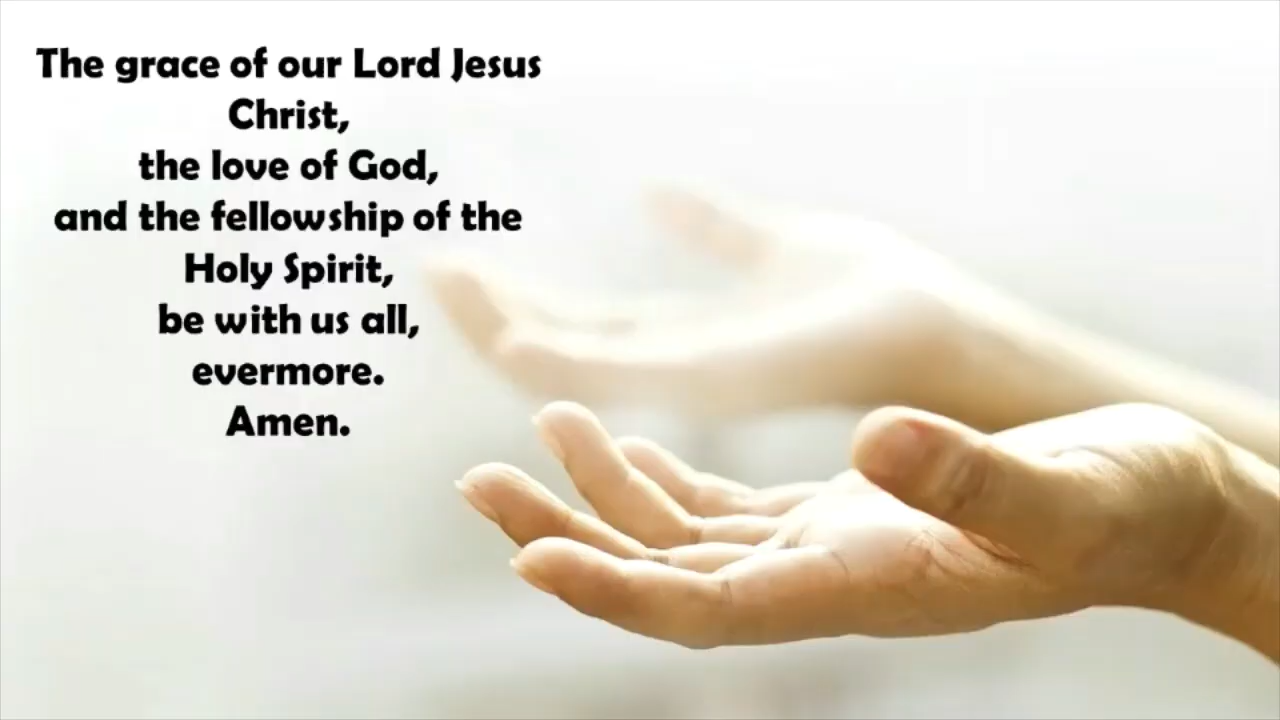 The grace of our Lord Jesus
Christ,
the love of God,
and the fellowship of the
Holy Spirit,
be with us all,
evermore.
Amen.